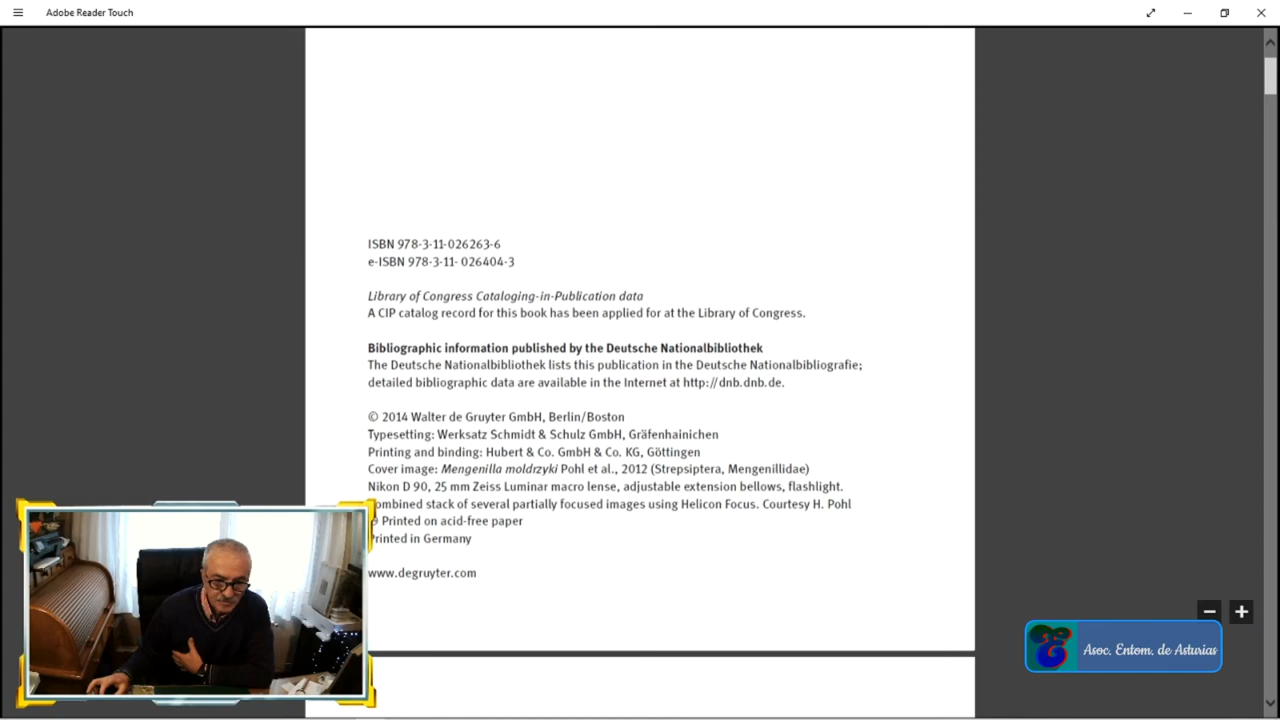 Adobe Reader Touch
ISBN 978-3-11-026263-6
e-ISBN 978-3-11- 026404-3
Library of Congress Cataloging-in-Publication data
A CIP catalog record for this book has been applied for at the Library of Congress.
Bibliographic information published by the Deutsche Nationalbibliothek
The Deutsche Nationalbibliothek lists this publication in the Deutsche Nationalbibliografie;
detailed bibliographic data are available in the Internet at http://dnb.dnb.de.
© 2014 Walter de Gruyter GmbH, Berlin/Boston
Typesetting: Werksatz Schmidt & Schulz GmbH, Gräfenhainichen
Printing and binding: Hubert & Co. GmbH & Co. KG, Göttingen
Cover image: Mengenilla moldrzyki Pohl et al., 2012 (Strepsiptera, Mengenillidae)
Nikon D 90, 25 mm Zeiss Luminar macro lense, adjustable extension bellows, flashlight.
Combined stack of several partially focused images using Helicon Focus. Courtesy H. Pohl
Printed on acid-free paper
Printed in Germany
www.degruyter.com
Asoc. Entom. de Asturias